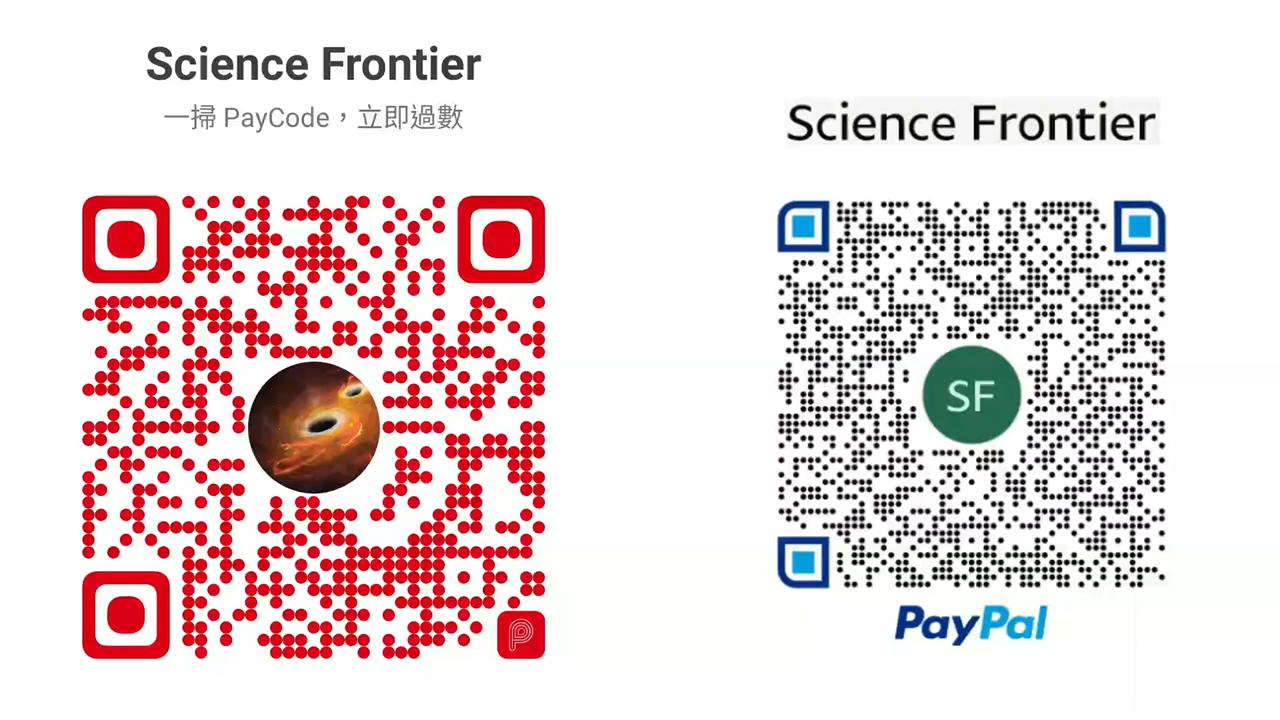 Science Frontier
一掃 PayCode，立即過數
Science Frontier
SF
PayPal